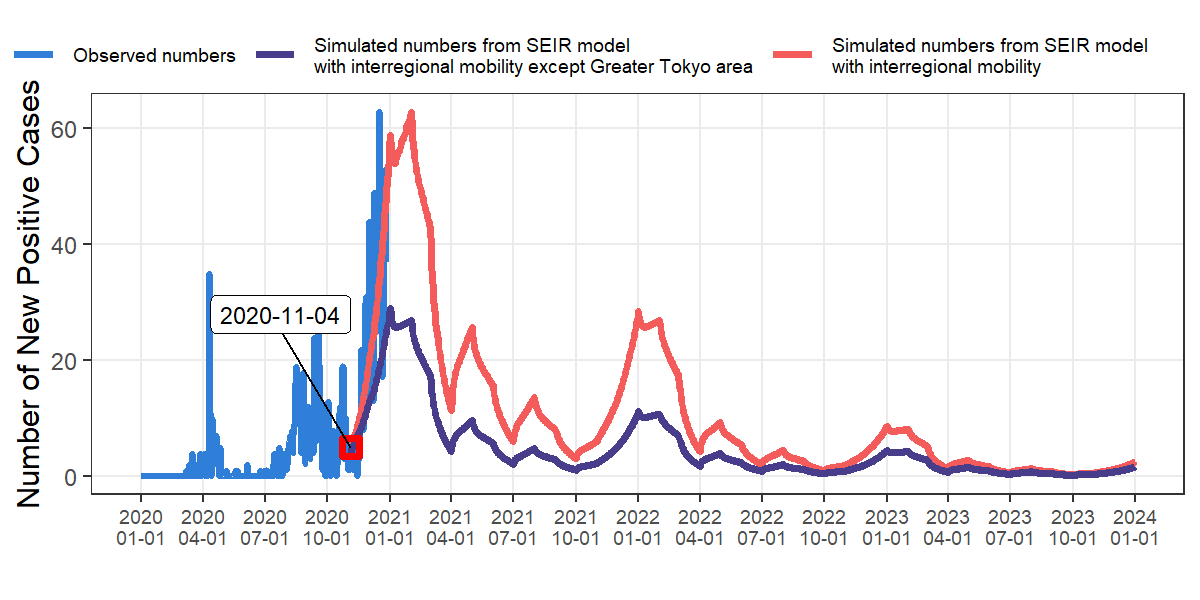 Observed numbers
Simulated numbers from SEIR model
with interregional mobility except Greater Tokyo area
Simulated numbers from SEIR model
with interregional mobility
Number of New Positive Cases
60
40
20
0
2020-11-04
2020 2020 2020 2020 2021 2021 2021 2021 2022 2022 2022 2022 2023 2023 2023 2023 2024
01-01 04-01 07-01 10-01 01-01 04-01 07-01 10-01 01-01 04-01 07-01 10-01 01-01 04-01 07-01 10-01 01-01